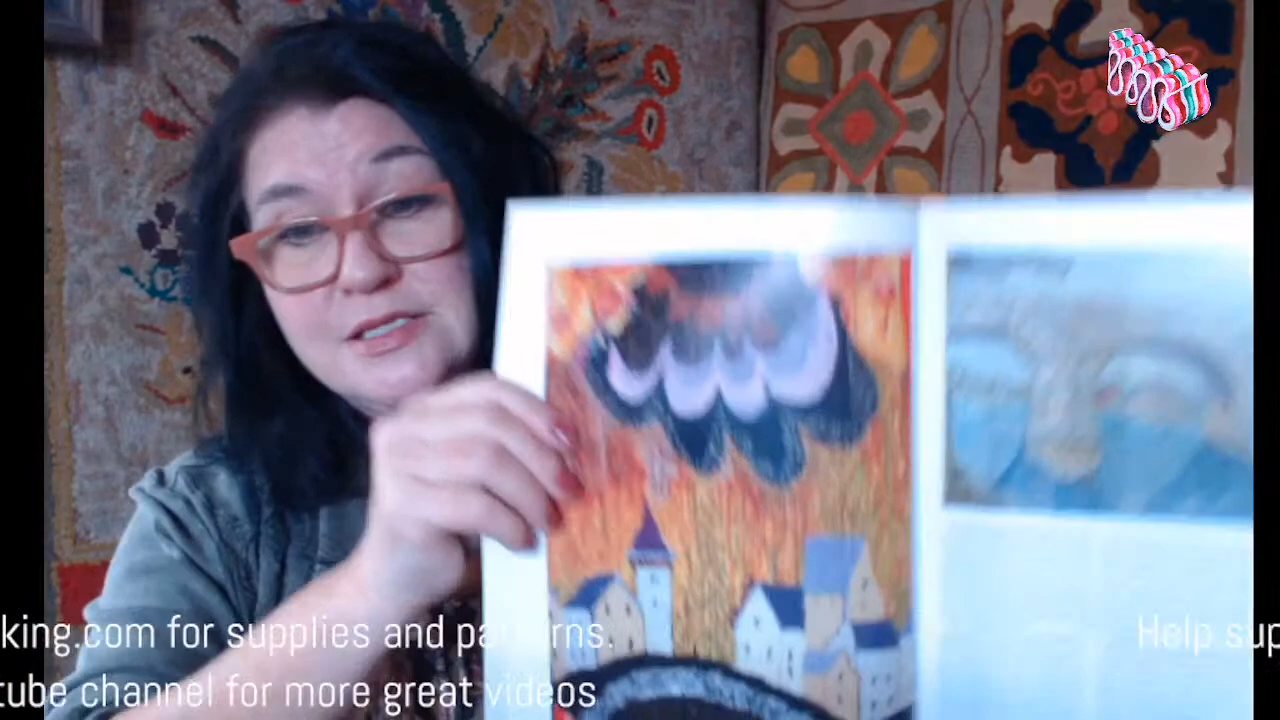 king.com for supplies and patterns.
Help sup
tube channel for more great videos